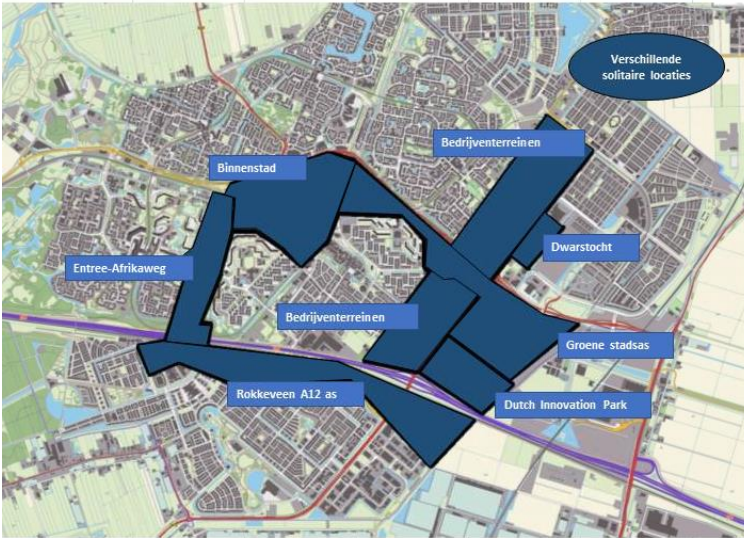 Verschillende
solitaire locaties
Bedrijventerreinen
Binnenstad
Dwarstocht
Entree-Afrikaweg
Bedrijventerreinen
Groene stadsas
Rokkeveen A12 as
Dutch Innovation Park